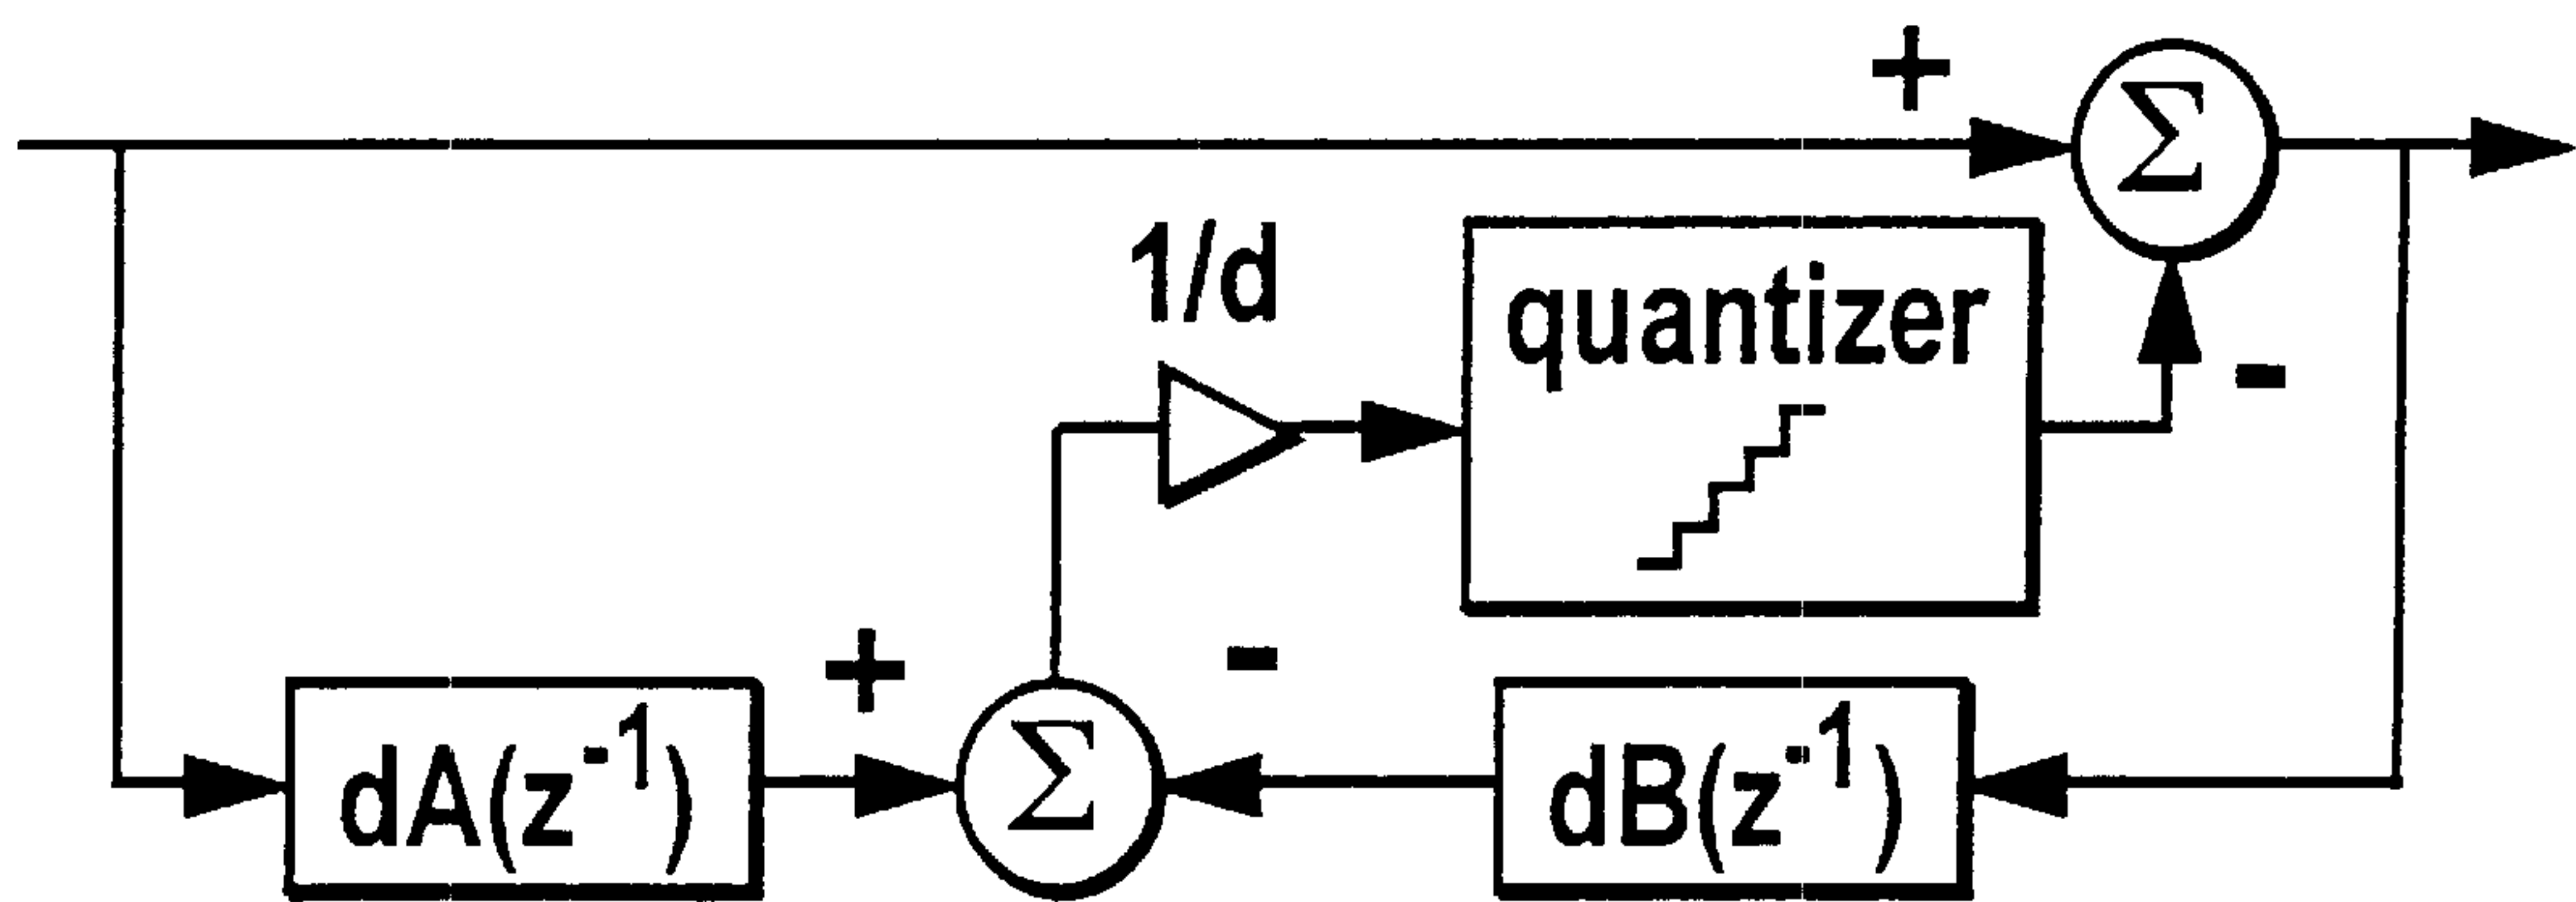 +
Σ
1/d
quantizer
-
+
-
dA(z⁻¹)
Σ
dB(z⁻¹)